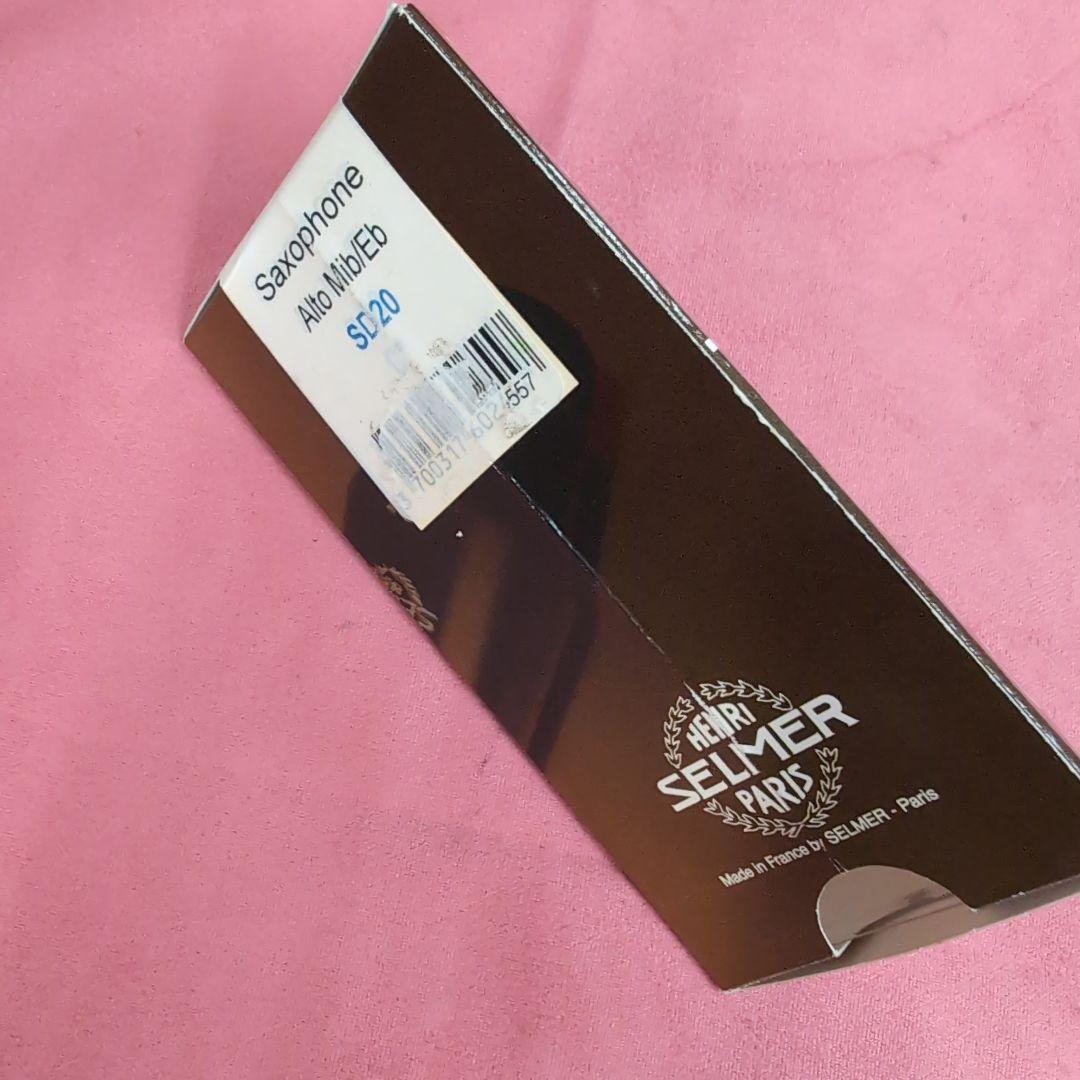 Saxophone
Alto Mib/Eb
SD20
HENRI
SELMER
PARIS
Made in France by SELMER - Paris